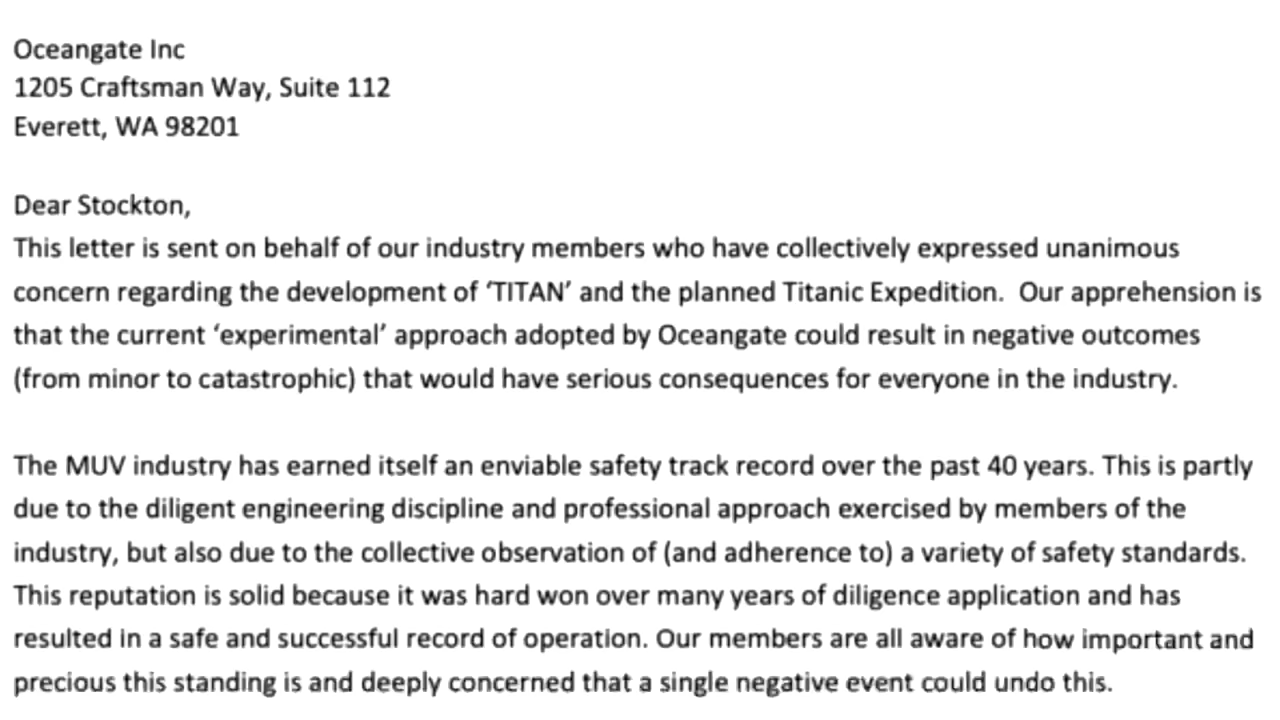 Oceangate Inc
1205 Craftsman Way, Suite 112
Everett, WA 98201
Dear Stockton,
This letter is sent on behalf of our industry members who have collectively expressed unanimous
concern regarding the development of ‘TITAN’ and the planned Titanic Expedition.  Our apprehension is
that the current ‘experimental’ approach adopted by Oceangate could result in negative outcomes
(from minor to catastrophic) that would have serious consequences for everyone in the industry.
The MUV industry has earned itself an enviable safety track record over the past 40 years. This is partly
due to the diligent engineering discipline and professional approach exercised by members of the
industry, but also due to the collective observation of (and adherence to) a variety of safety standards.
This reputation is solid because it was hard won over many years of diligence application and has
resulted in a safe and successful record of operation. Our members are all aware of how important and
precious this standing is and deeply concerned that a single negative event could undo this.